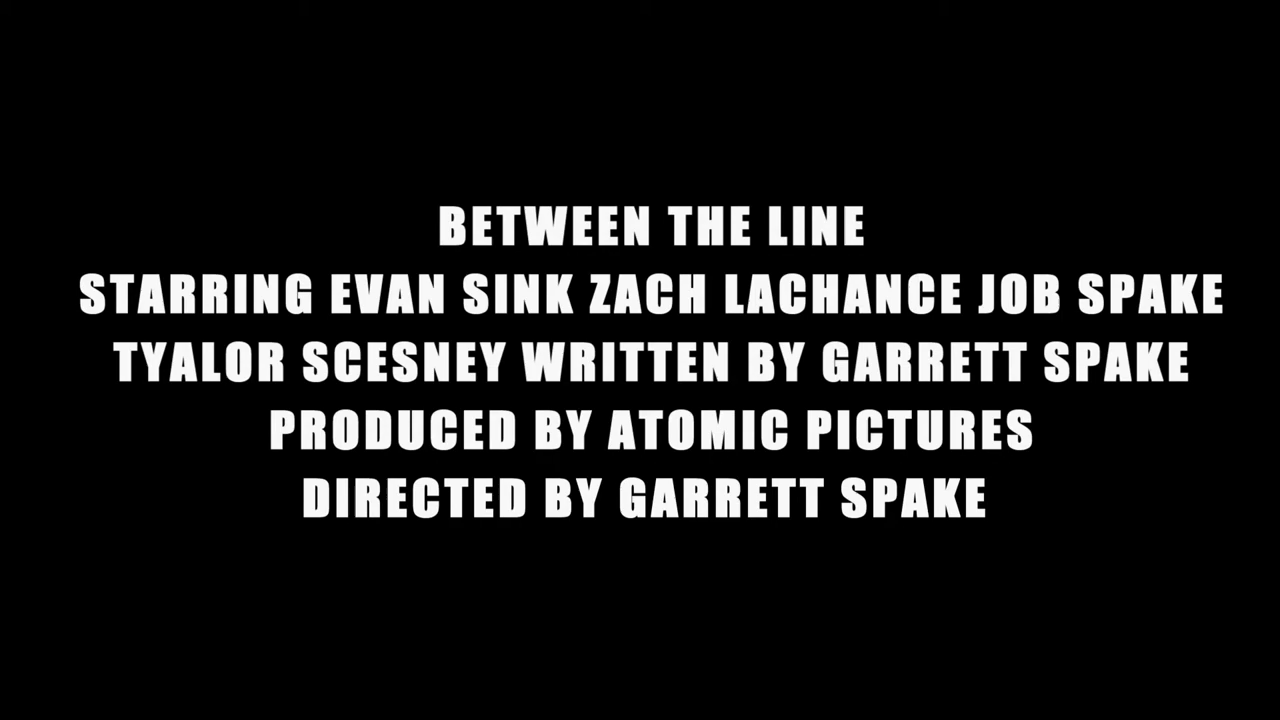 BETWEEN THE LINE
STARRING EVAN SINK ZACH LACHANCE JOB SPAKE
TYALOR SCESNEY WRITTEN BY GARRETT SPAKE
PRODUCED BY ATOMIC PICTURES
DIRECTED BY GARRETT SPAKE